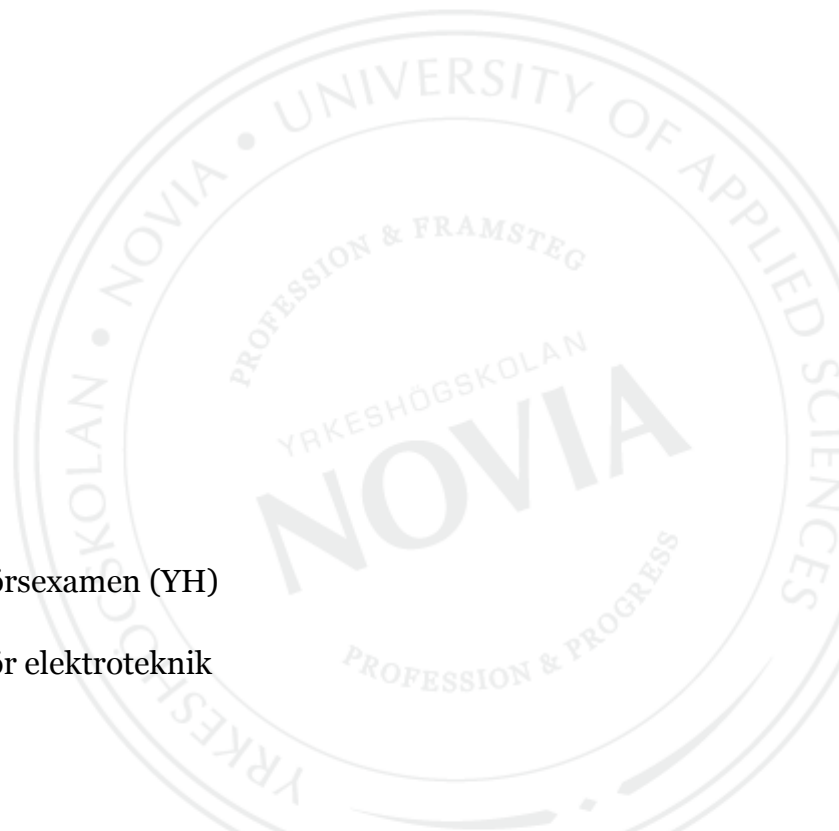 UNIVERSITY OF APPLIED SCIENCES
YRKESHÖGSKOLAN • NOVIA •
PROFESSION & FRAMSTEG
YRKESHÖGSKOLAN
NOVIA
PROFESSION & PROGRESS
örsexamen (YH)
ör elektroteknik